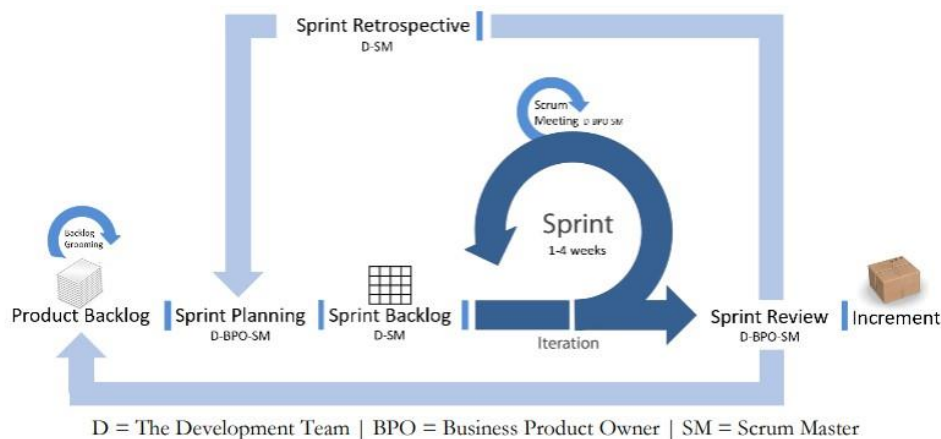 Sprint Retrospective
D-SM
Scrum
Meeting D-BPO-SM
Sprint
1-4 weeks
Backlog
Grooming
Product Backlog
Sprint Planning
D-BPO-SM
Sprint Backlog
D-SM
Iteration
Sprint Review
D-BPO-SM
Increment
D = The Development Team | BPO = Business Product Owner | SM = Scrum Master